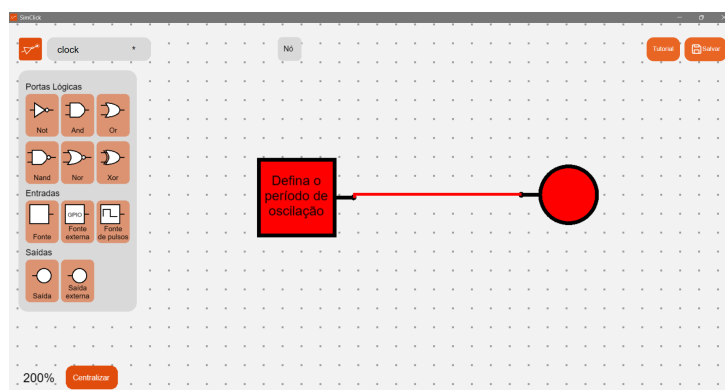 SimClick
clock *
Nó
Tutorial
Salvar
Portas Lógicas
Not And Or
Nand Nor Xor
Entradas
GPIO
Fonte Fonte externa Fonte de pulsos
Saídas
Saída Saída externa
Defina o
período de
oscilação
200% Centralizar